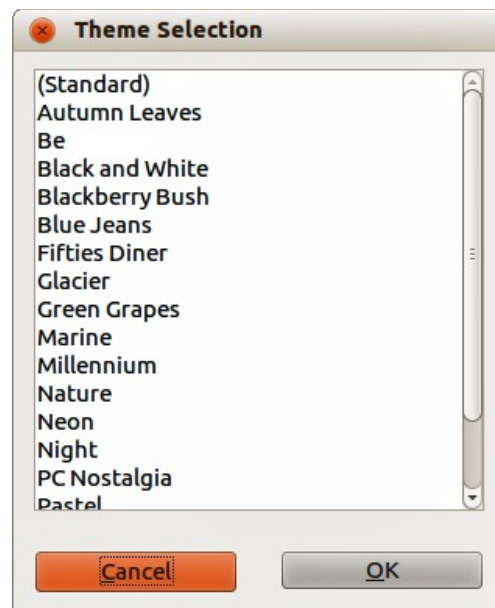 Theme Selection
(Standard)
Autumn Leaves
Be
Black and White
Blackberry Bush
Blue Jeans
Fifties Diner
Glacier
Green Grapes
Marine
Millennium
Nature
Neon
Night
PC Nostalgia
Pastel
Cancel OK